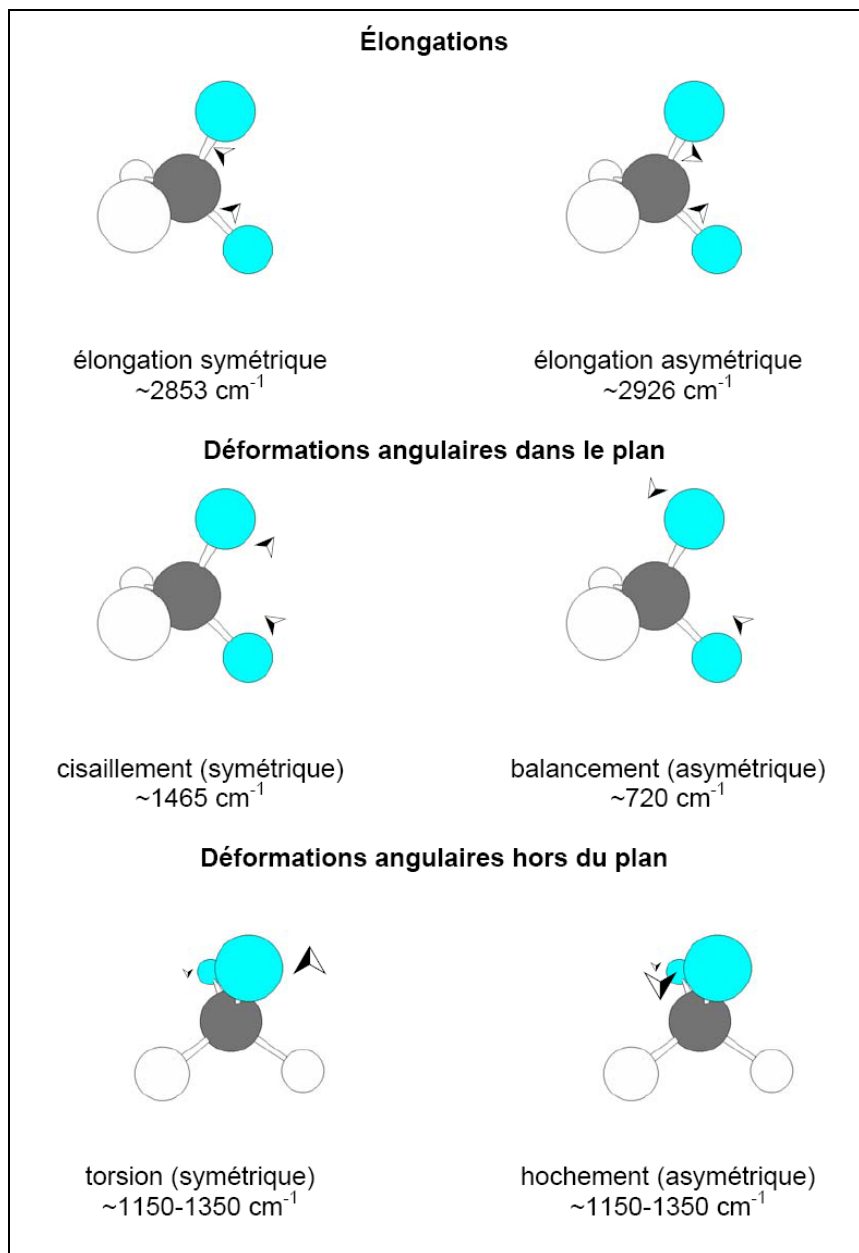 Élongations
élongation symétrique élongation asymétrique
~2853 cm-1 ~2926 cm-1
Déformations angulaires dans le plan
cisaillement (symétrique) balancement (asymétrique)
~1465 cm-1 ~720 cm-1
Déformations angulaires hors du plan
torsion (symétrique) hochement (asymétrique)
~1150-1350 cm-1 ~1150-1350 cm-1